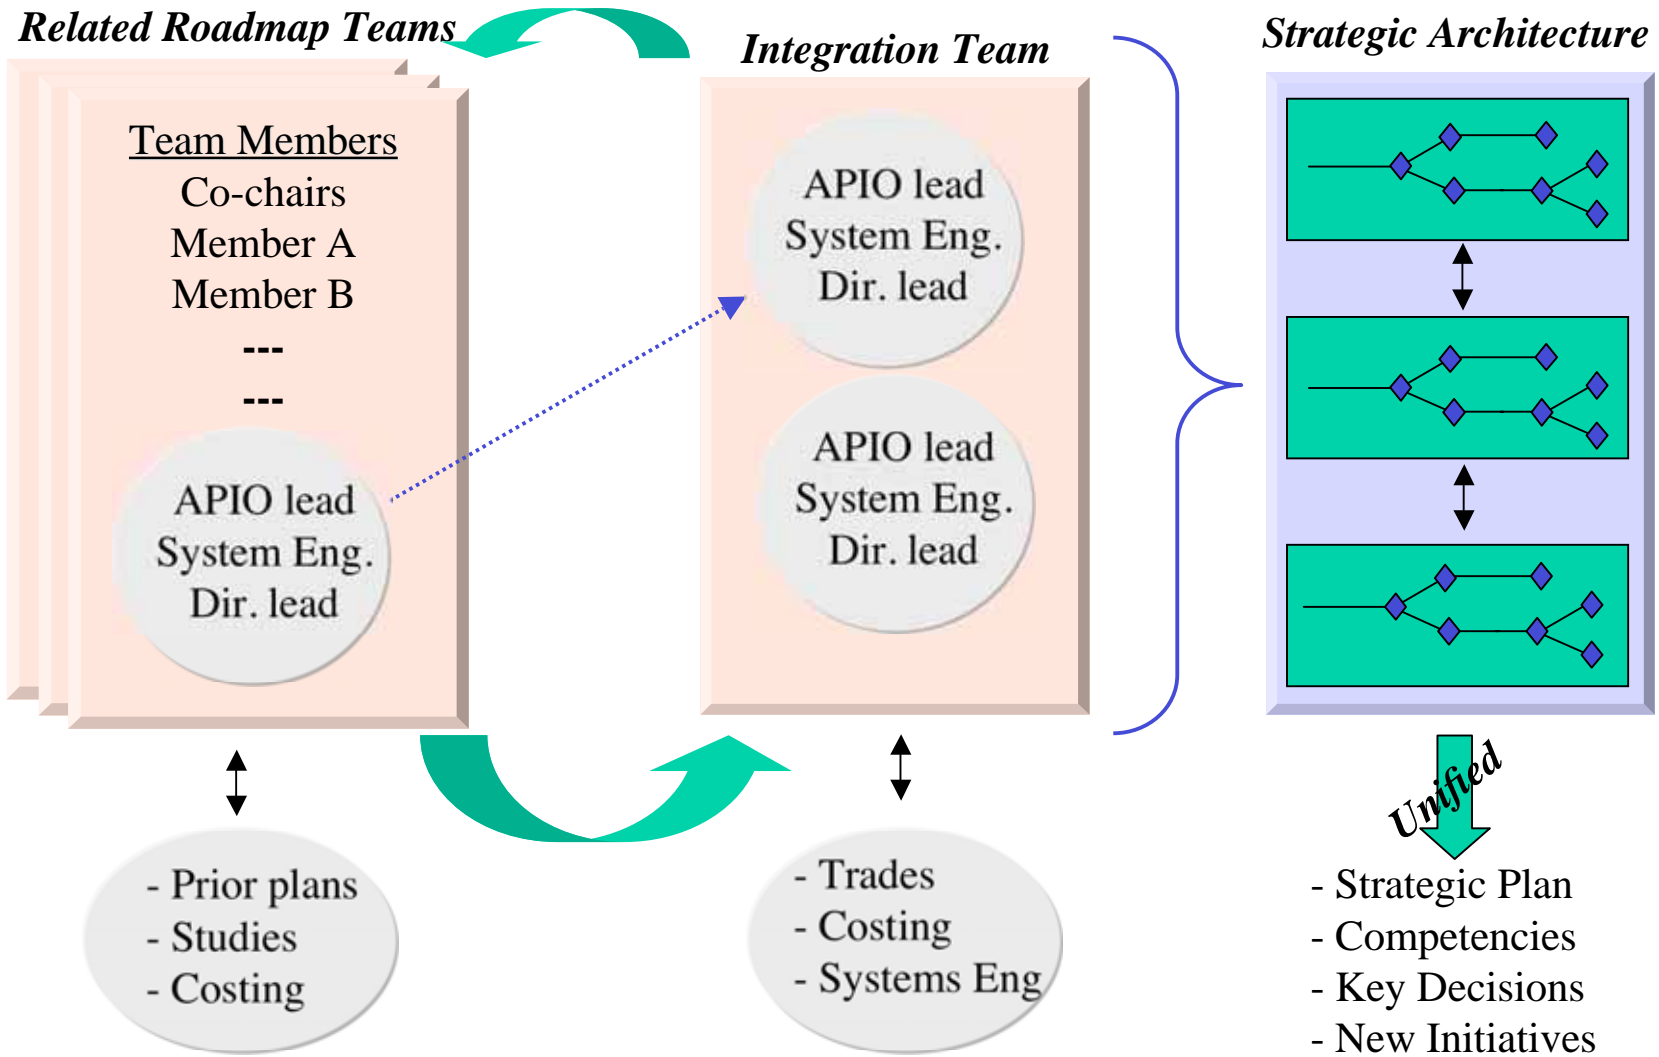 Related Roadmap Teams
Team Members
Co-chairs
Member A
Member B
---
---
APIO lead
System Eng.
Dir. lead
- Prior plans
- Studies
- Costing
Integration Team
APIO lead
System Eng.
Dir. lead
APIO lead
System Eng.
Dir. lead
- Trades
- Costing
- Systems Eng
Strategic Architecture
Unified
- Strategic Plan
- Competencies
- Key Decisions
- New Initiatives